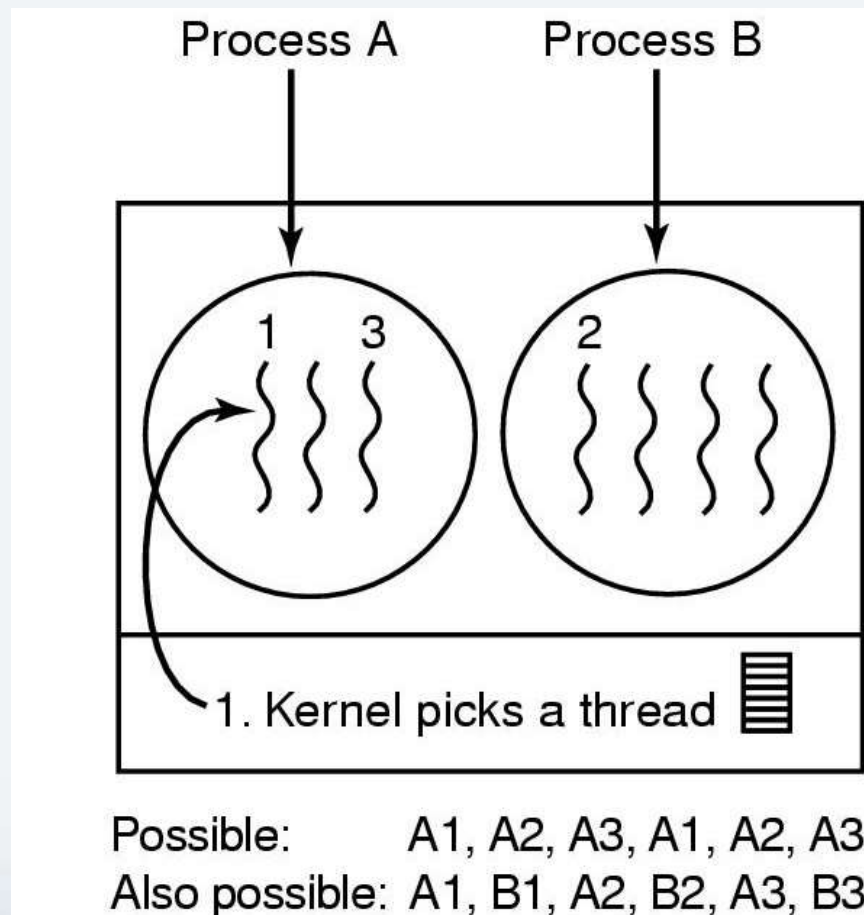 Process A Process B
1 3 2
1. Kernel picks a thread
Possible: A1, A2, A3, A1, A2, A3
Also possible: A1, B1, A2, B2, A3, B3